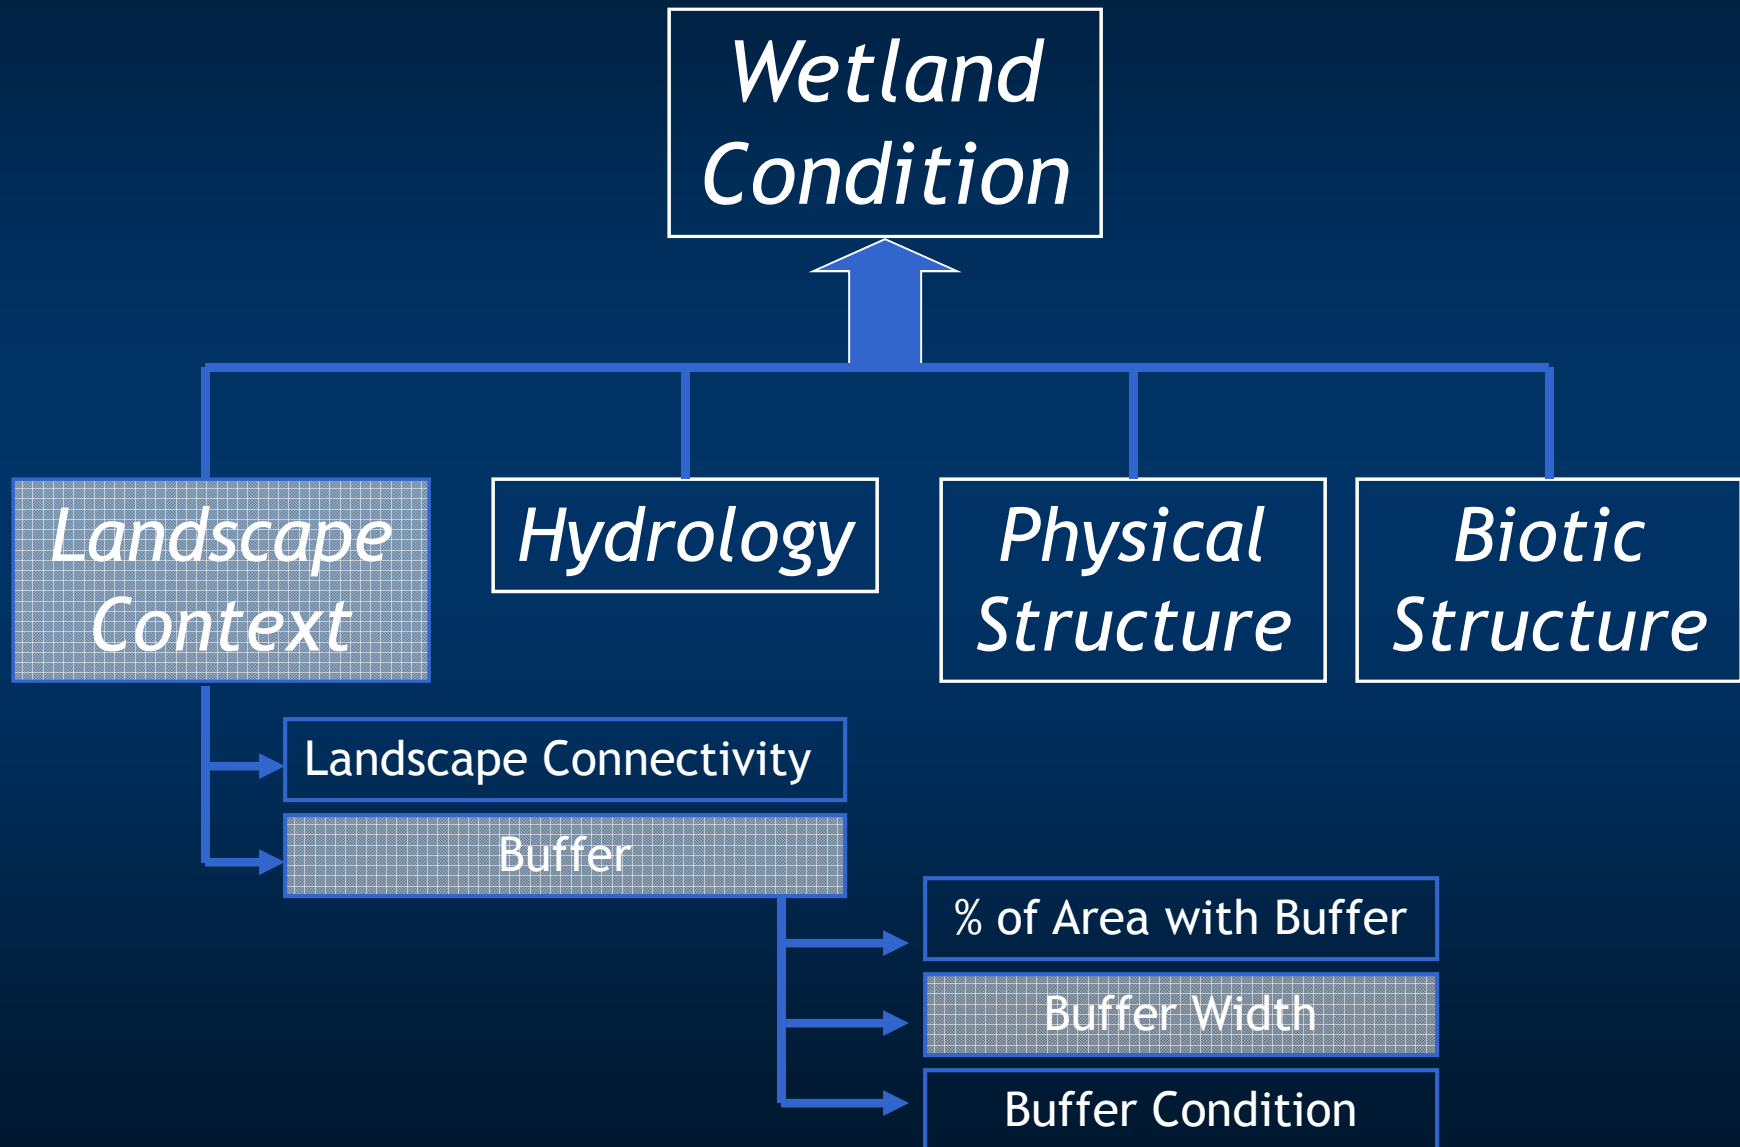 Wetland
Condition
Landscape
Context
Hydrology
Physical
Structure
Biotic
Structure
Landscape Connectivity
Buffer
% of Area with Buffer
Buffer Width
Buffer Condition